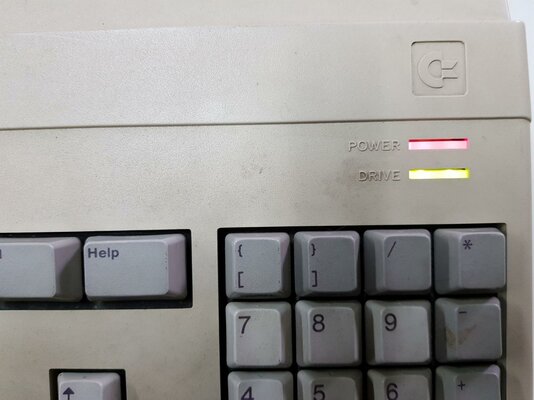 POWER
DRIVE
Help
{ } / *
[ ]
7 8 9 -
↑
4 5 6 +